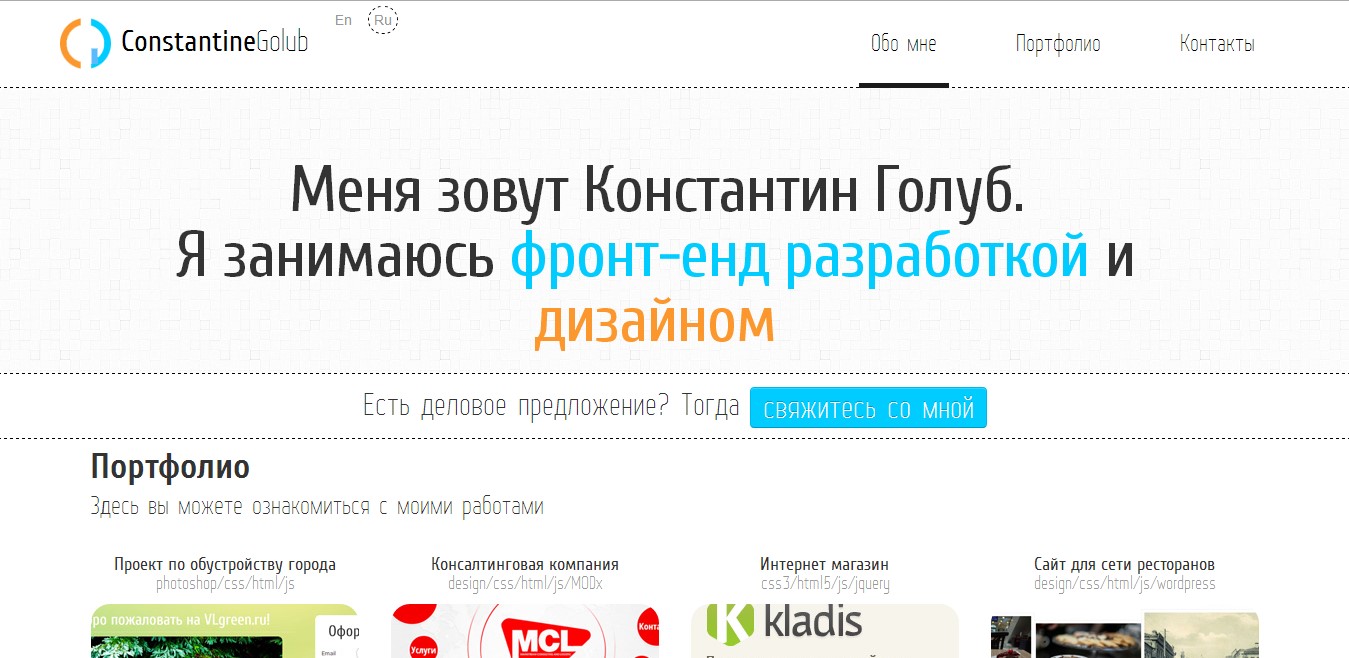 ConstantineGolub
En Ru
Обо мне Портфолио Контакты
Меня зовут Константин Голуб.
Я занимаюсь фронт-енд разработкой и
дизайном
Есть деловое предложение? Тогда свяжитесь со мной
Портфолио
Здесь вы можете ознакомиться с моими работами
Проект по обустройству города
photoshop/css/html/js
Консалтинговая компания
design/css/html/js/MODx
Интернет магазин
css3/html5/js/jquery
Сайт для сети ресторанов
design/css/html/js/wordpress
ро пожаловать на VLgreen.ru!
Офор
Email
Услуги
MCL
Конта
kladis